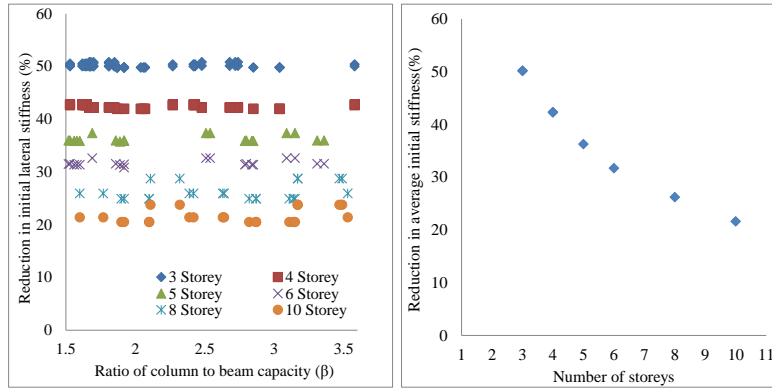 Reduction in initial lateral stiffness (%)
60
50
40
30
20
10
0
3 Storey
4 Storey
5 Storey
6 Storey
8 Storey
10 Storey
1.5
2
2.5
3
3.5
Ratio of column to beam capacity (β)
Reduction in average initial stiffness(%)
60
50
40
30
20
10
0
1 2 3 4 5 6 7 8 9 10 11
Number of storeys